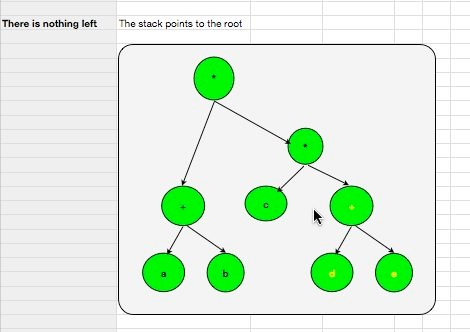 There is nothing left
The stack points to the root
*
*
+
c
+
a
b
d
e